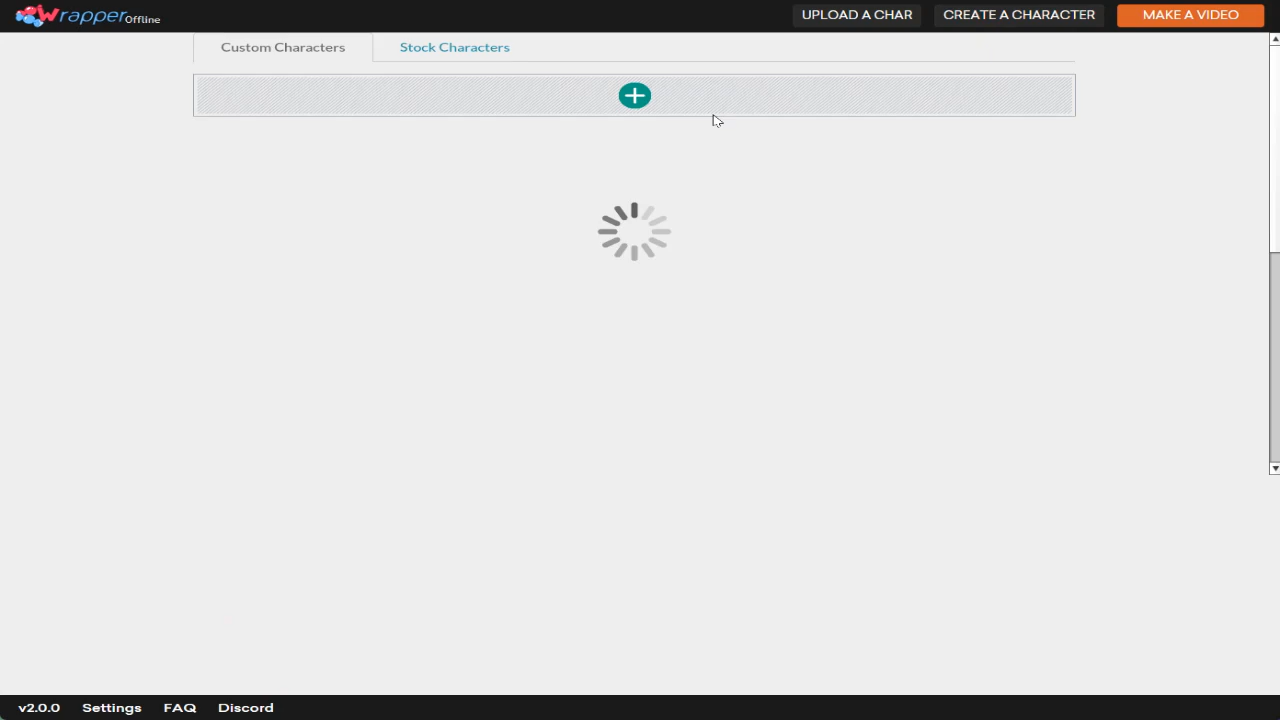 Wrapper Offline
UPLOAD A CHAR
CREATE A CHARACTER
MAKE A VIDEO
Custom Characters
Stock Characters
v2.0.0
Settings
FAQ
Discord